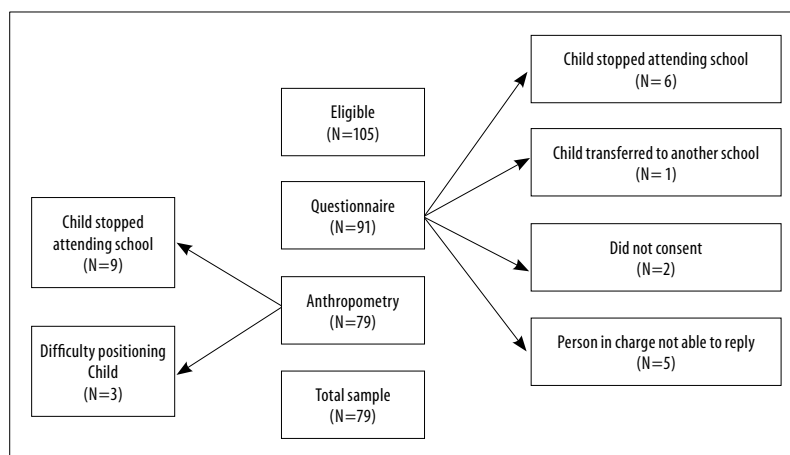 Eligible
(N=105)
Questionnaire
(N=91)
Anthropometry
(N=79)
Total sample
(N=79)
Child stopped
attending school
(N=9)
Difficulty positioning
Child
(N=3)
Child stopped attending school
(N= 6)
Child transferred to another school
(N= 1)
Did not consent
(N=2)
Person in charge not able to reply
(N=5)